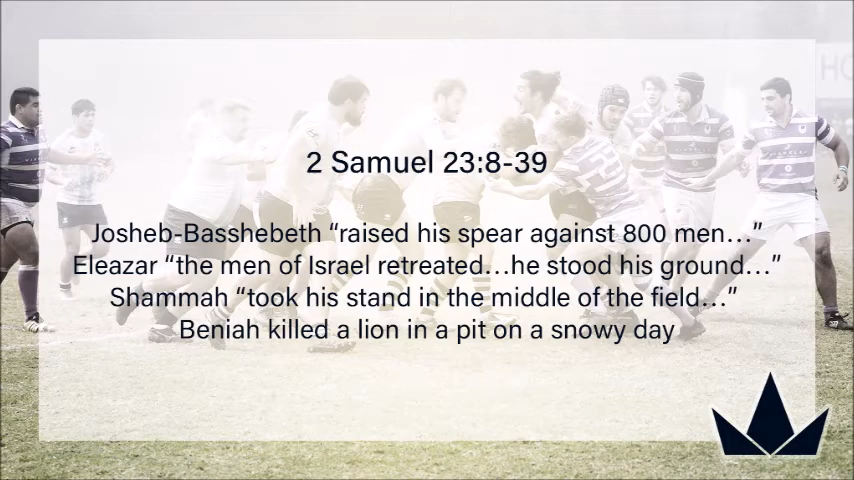 2 Samuel 23:8-39
Josheb-Basshebeth “raised his spear against 800 men…”
Eleazar “the men of Israel retreated…he stood his ground…”
Shammah “took his stand in the middle of the field…”
Beniah killed a lion in a pit on a snowy day